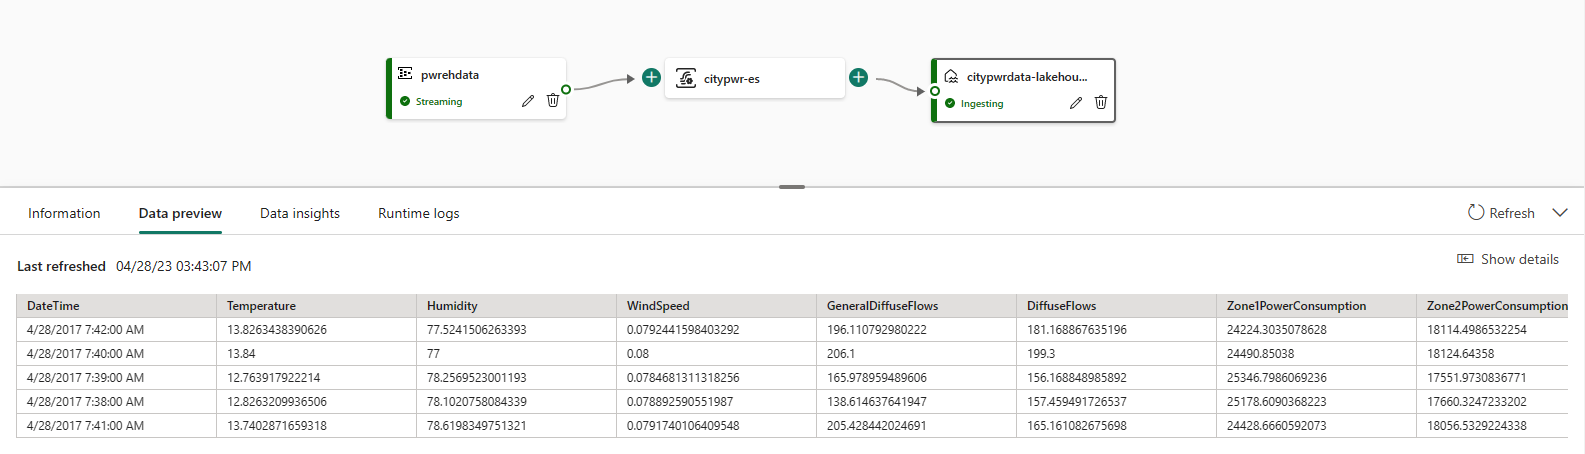 pwrehdata
Streaming
citypwr-es
citypwrdata-lakehou...
Ingesting
Information Data preview Data insights Runtime logs Refresh
Last refreshed 04/28/23 03:43:07 PM Show details
DateTime Temperature Humidity WindSpeed GeneralDiffuseFlows DiffuseFlows Zone1PowerConsumption Zone2PowerConsumption
4/28/2017 7:42:00 AM 13.8263438390626 77.5241506263393 0.0792441598403292 196.110792980222 181.168867635196 24224.3035078628 18114.4986532254
4/28/2017 7:40:00 AM 13.84 77 0.08 206.1 199.3 24490.85038 18124.64358
4/28/2017 7:39:00 AM 12.763917922214 78.2569523001193 0.0784681311318256 165.978959489606 156.168848985892 25346.7986069236 17551.9730836771
4/28/2017 7:38:00 AM 12.8263209936506 78.1020758084339 0.078892590551987 138.614637641947 157.459491726537 25178.6090368223 17660.3247233202
4/28/2017 7:41:00 AM 13.7402871659318 78.6198349751321 0.0791740106409548 205.428442024691 165.161082675698 24428.6660592073 18056.5329224338